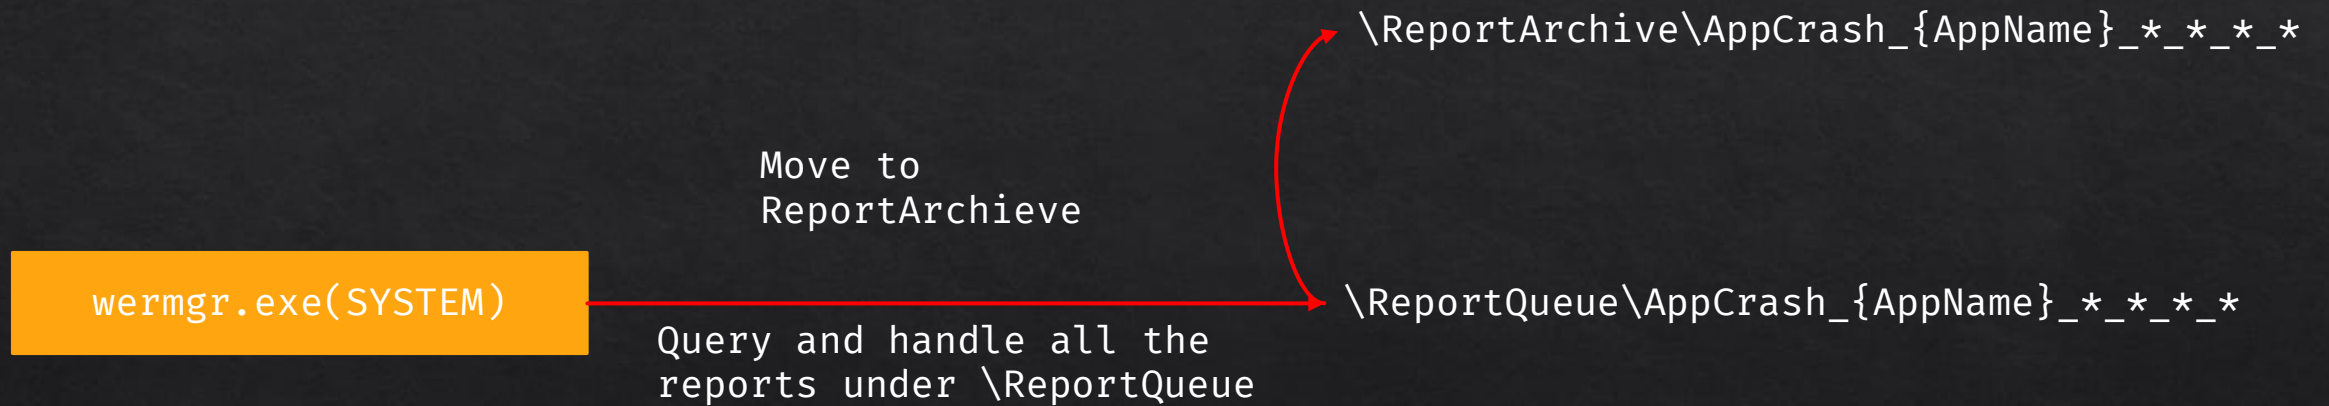 \ReportArchive\AppCrash_{AppName}_*_*_*_*
Move to
ReportArchieve
wermgr.exe(SYSTEM)
\ReportQueue\AppCrash_{AppName}_*_*_*_*
Query and handle all the
reports under \ReportQueue